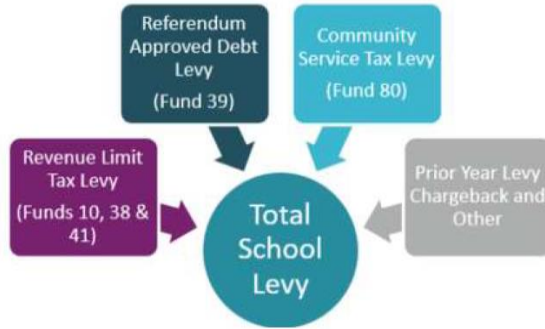 Referendum
Approved Debt
Levy
(Fund 39)
Community
Service Tax Levy
(Fund 80)
Revenue Limit
Tax Levy
(Funds 10, 38 &
41)
Prior Year Levy
Chargeback and
Other
Total
School
Levy